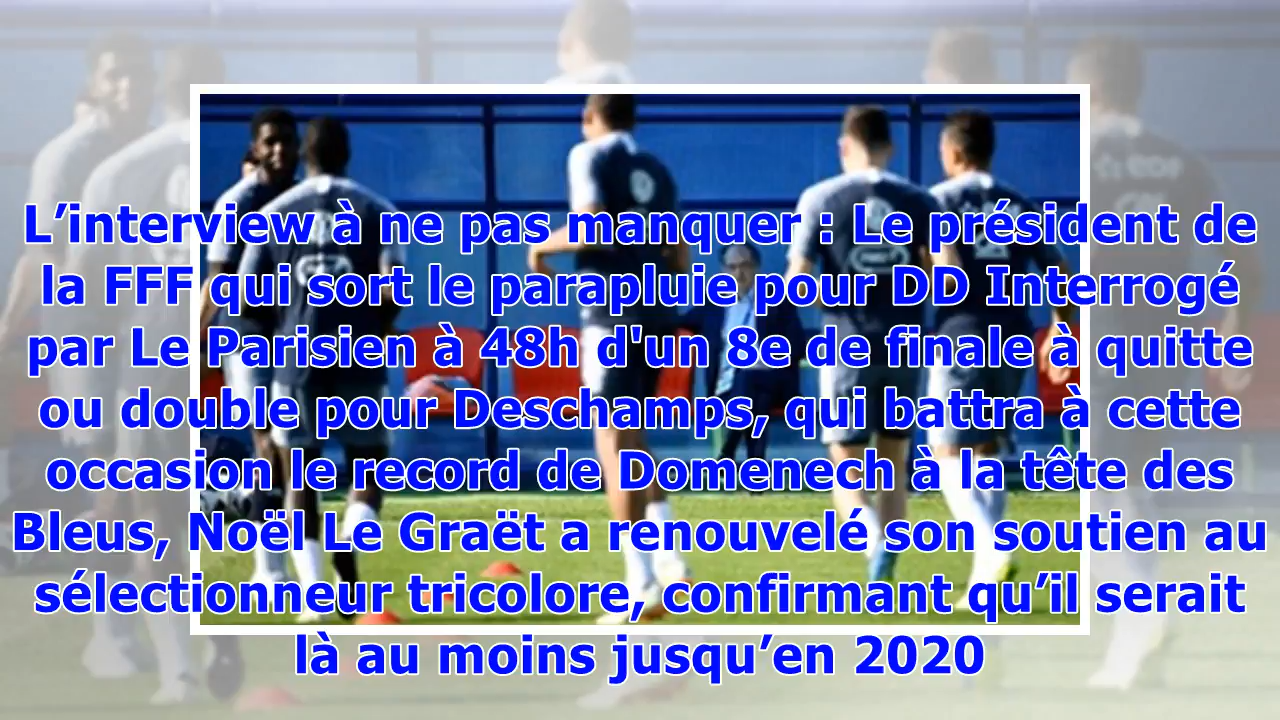 L’interview à ne pas manquer : Le président de
la FFF qui sort le parapluie pour DD Interrogé
par Le Parisien à 48h d'un 8e de finale à quitte
ou double pour Deschamps, qui battra à cette
occasion le record de Domenech à la tête des
Bleus, Noël Le Graët a renouvelé son soutien au
sélectionneur tricolore, confirmant qu’il serait
là au moins jusqu’en 2020